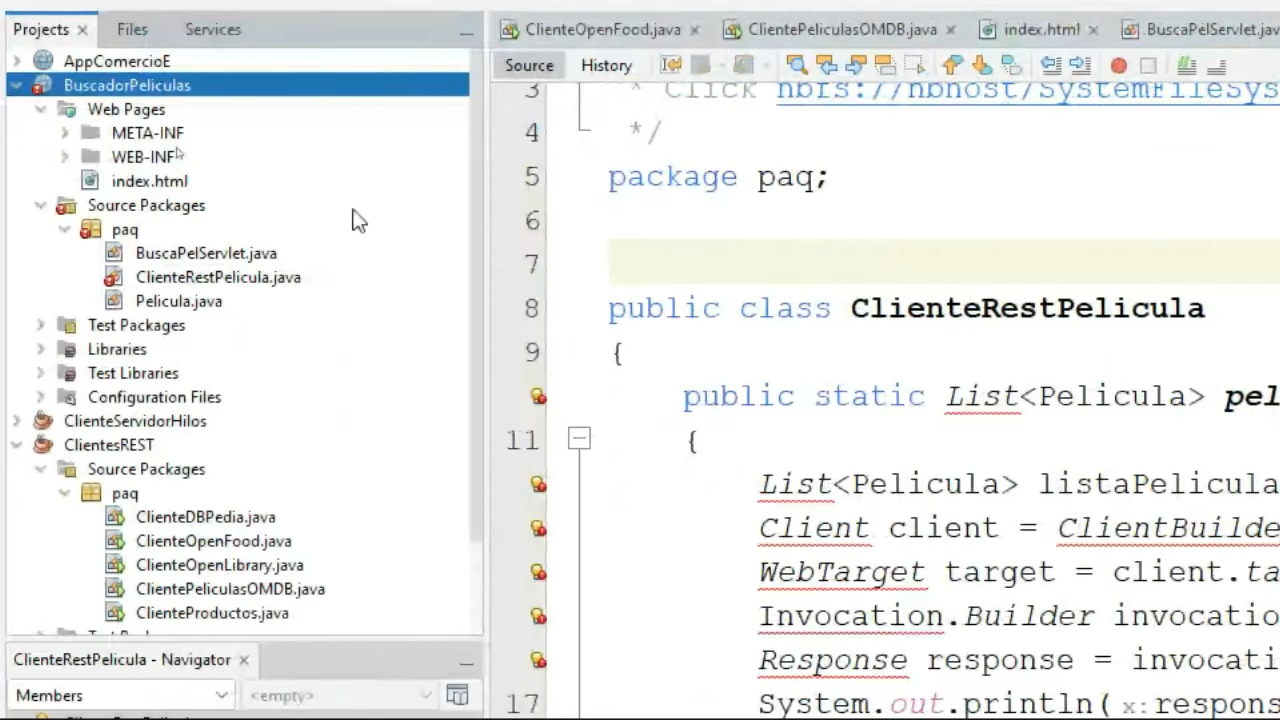 Projects
Files
Services
AppComercioE
BuscadorPeliculas
Web Pages
META-INF
WEB-INF
index.html
Source Packages
paq
BuscaPelServlet.java
ClienteRestPelicula.java
Pelicula.java
Test Packages
Libraries
Test Libraries
Configuration Files
ClienteServidorHilos
ClientesREST
Source Packages
paq
ClienteDBPedia.java
ClienteOpenFood.java
ClienteOpenLibrary.java
ClientePeliculasOMDB.java
ClienteProductos.java
ClienteRestPelicula - Navigator
Members
<empty>
ClienteOpenFood.java
ClientePeliculasOMDB.java
index.html
BuscaPelServlet.jav
Source
History
3 * Click nbfs://nbhost/SystemFileSys
4 */
5 package paq;
6
7
8 public class ClienteRestPelicula
9 {
public static List<Pelicula> pel
11 {
List<Pelicula> listaPelicula
Client client = ClientBuilde
WebTarget target = client.ta
Invocation.Builder invocatio
Response response = invocati
17 System.out.println( x: respons